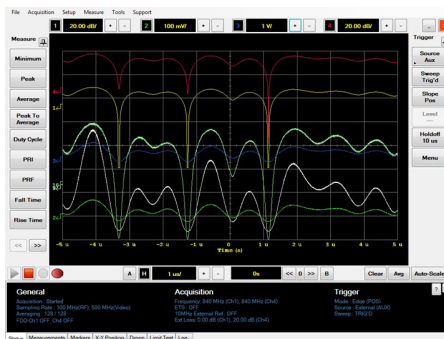 File Acquisition Setup Measure Tools Support
1 20.00 dB/ + - 2 100 mV/ + - 3 1 V/ + - 4 20.00 dB/ + -
Measure
Minimum
Peak
Average
Peak To
Average
Duty Cycle
PRI
PRF
Fall Time
Rise Time
<< >>
-5 u -4 u -3 u -2 u -1 u 0 1 u 2 u 3 u 4 u 5 u
Time (s)
Trigger
Source
Aux
Sweep
Trig'd
Slope
Pos
Level
Holdoff
10 us
Menu
A H 1 us/ + - 0s << 0 >> B Clear Avg Auto-Scale
General
Acquisition : Started
Sampling Rate : 100 MHz(RF); 500 MHz(Video)
Averaging : 128 / 128
FDO:Ch1 OFF, Ch4 OFF
Acquisition
Frequency: 840 MHz (Ch1), 840 MHz (Ch4)
ETS : OFF
10MHz External Ref: OFF
Ext Loss: 0.00 dB (Ch1), 20.00 dB (Ch4)
Trigger
Mode : Edge (POS)
Source : External (AUX)
Sweep : TRIG'D
?
Status Measurements Markers X-Y Position Droop Limit Test Log